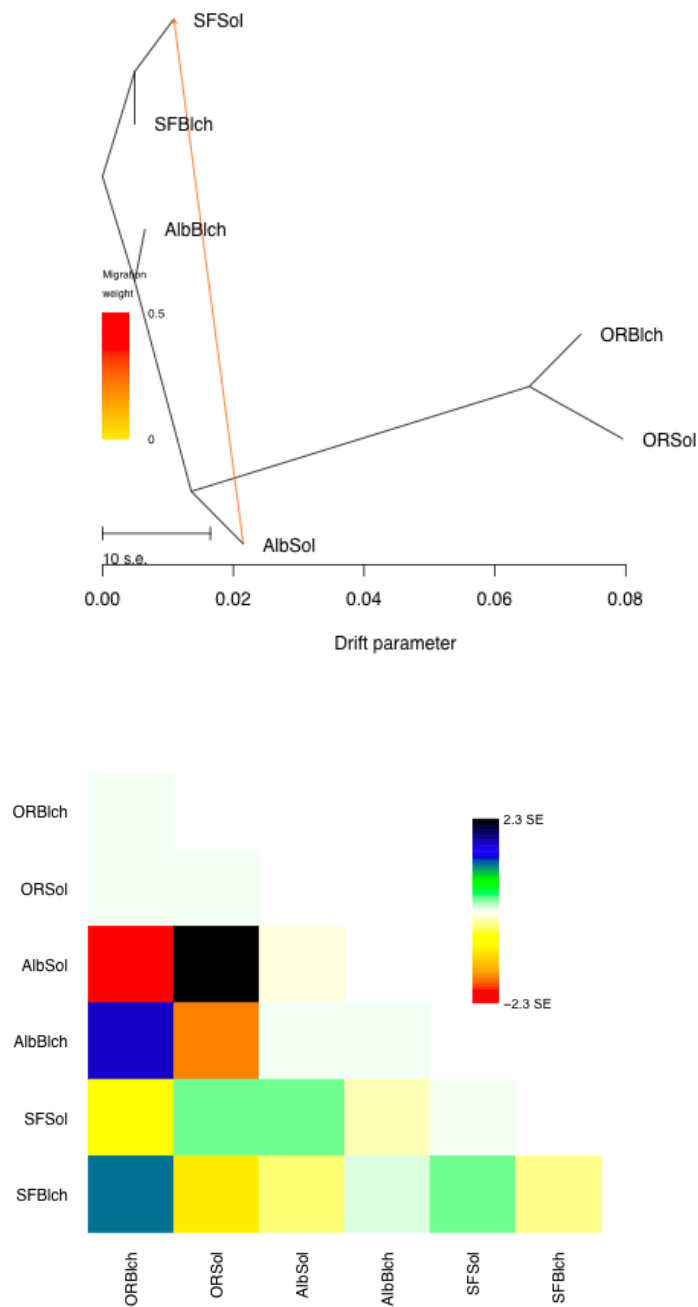 SFSol
SFBlch
AlbBlch
Migration
weight
0.5
0
ORBlch
ORSol
AlbSol
10 s.e.
0.00 0.02 0.04 0.06 0.08
Drift parameter
ORBlch
2.3 SE
ORSol
AlbSol
−2.3 SE
AlbBlch
SFSol
SFBlch
ORBlch ORSol AlbSol AlbBlch SFSol SFBlch